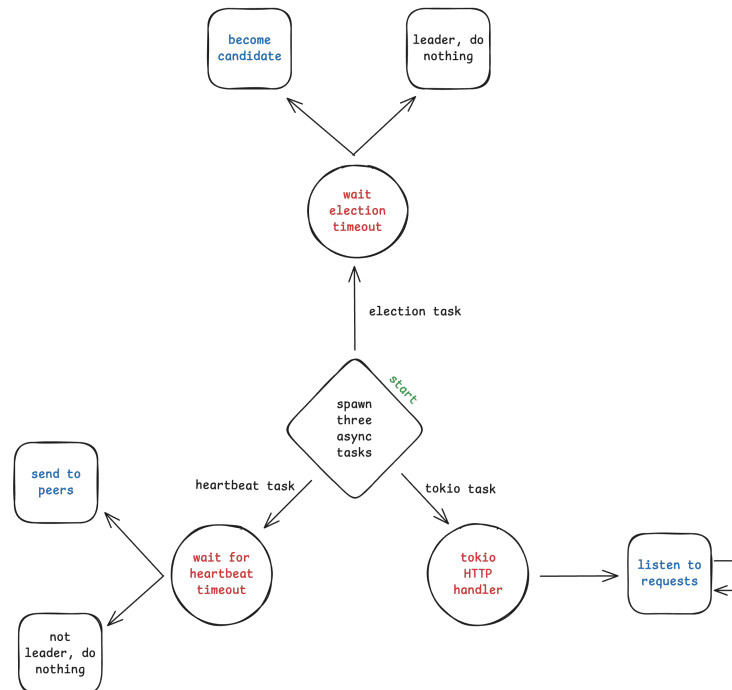 become
candidate
leader, do
nothing
wait
election
timeout
election task
start
spawn
three
async
tasks
heartbeat task
tokio task
send to
peers
wait for
heartbeat
timeout
tokio
HTTP
handler
listen to
requests
not
leader, do
nothing